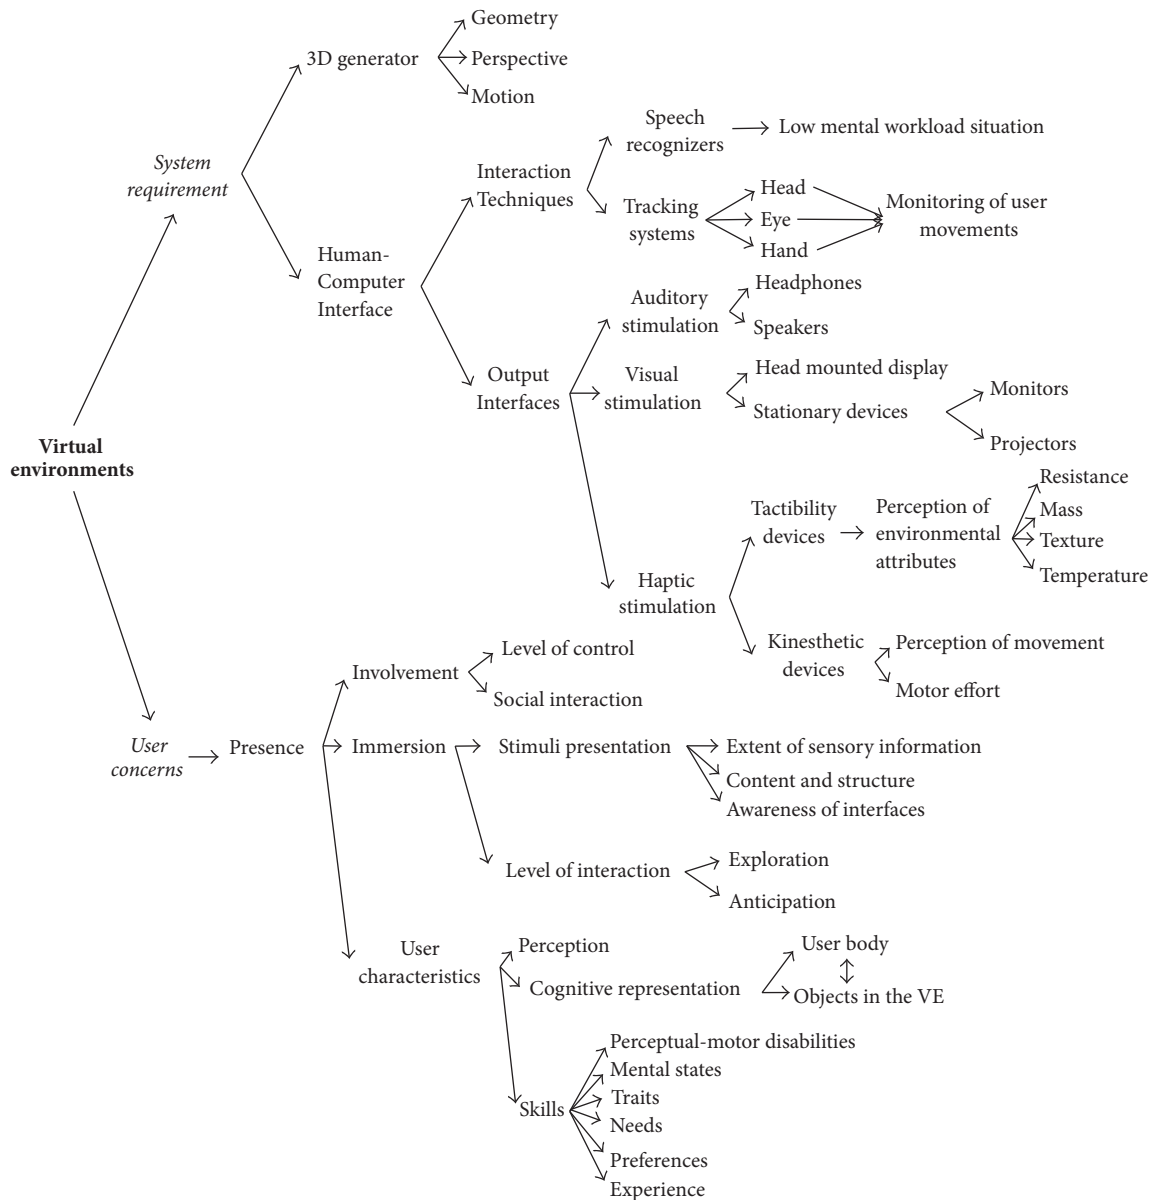 Geometry
3D generator
Perspective
Motion
Speech
recognizers
Low mental workload situation
System
requirement
Interaction
Techniques
Tracking
systems
Head
Eye
Hand
Monitoring of user
movements
Human-
Computer
Interface
Auditory
stimulation
Headphones
Speakers
Output
Interfaces
Visual
stimulation
Head mounted display
Stationary devices
Monitors
Projectors
Virtual
environments
Haptic
stimulation
Tactibility
devices
Perception of
environmental
attributes
Resistance
Mass
Texture
Temperature
Kinesthetic
devices
Perception of movement
Motor effort
User
concerns
Presence
Involvement
Level of control
Social interaction
Immersion
Stimuli presentation
Extent of sensory information
Content and structure
Awareness of interfaces
Level of interaction
Exploration
Anticipation
User
characteristics
Perception
Cognitive representation
User body
Objects in the VE
Skills
Perceptual-motor disabilities
Mental states
Traits
Needs
Preferences
Experience